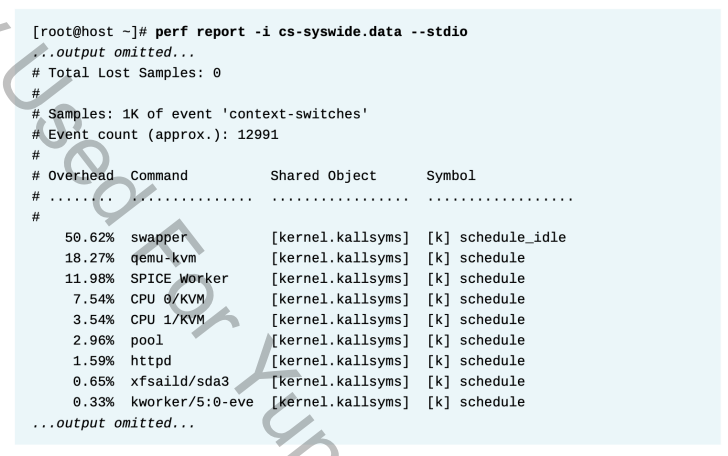 [root@host ~]# perf report -i cs-syswide.data --stdio
...output omitted...
# Total Lost Samples: 0
#
# Samples: 1K of event 'context-switches'
# Event count (approx.): 12991
#
# Overhead  Command          Shared Object      Symbol
# ........  ...............  .................  ..................
#
    50.62%  swapper          [kernel.kallsyms]  [k] schedule_idle
    18.27%  qemu-kvm         [kernel.kallsyms]  [k] schedule
    11.98%  SPICE Worker     [kernel.kallsyms]  [k] schedule
     7.54%  CPU 0/KVM        [kernel.kallsyms]  [k] schedule
     3.54%  CPU 1/KVM        [kernel.kallsyms]  [k] schedule
     2.96%  pool             [kernel.kallsyms]  [k] schedule
     1.59%  httpd            [kernel.kallsyms]  [k] schedule
     0.65%  xfsaild/sda3     [kernel.kallsyms]  [k] schedule
     0.33%  kworker/5:0-eve  [kernel.kallsyms]  [k] schedule
...output omitted...
Used For